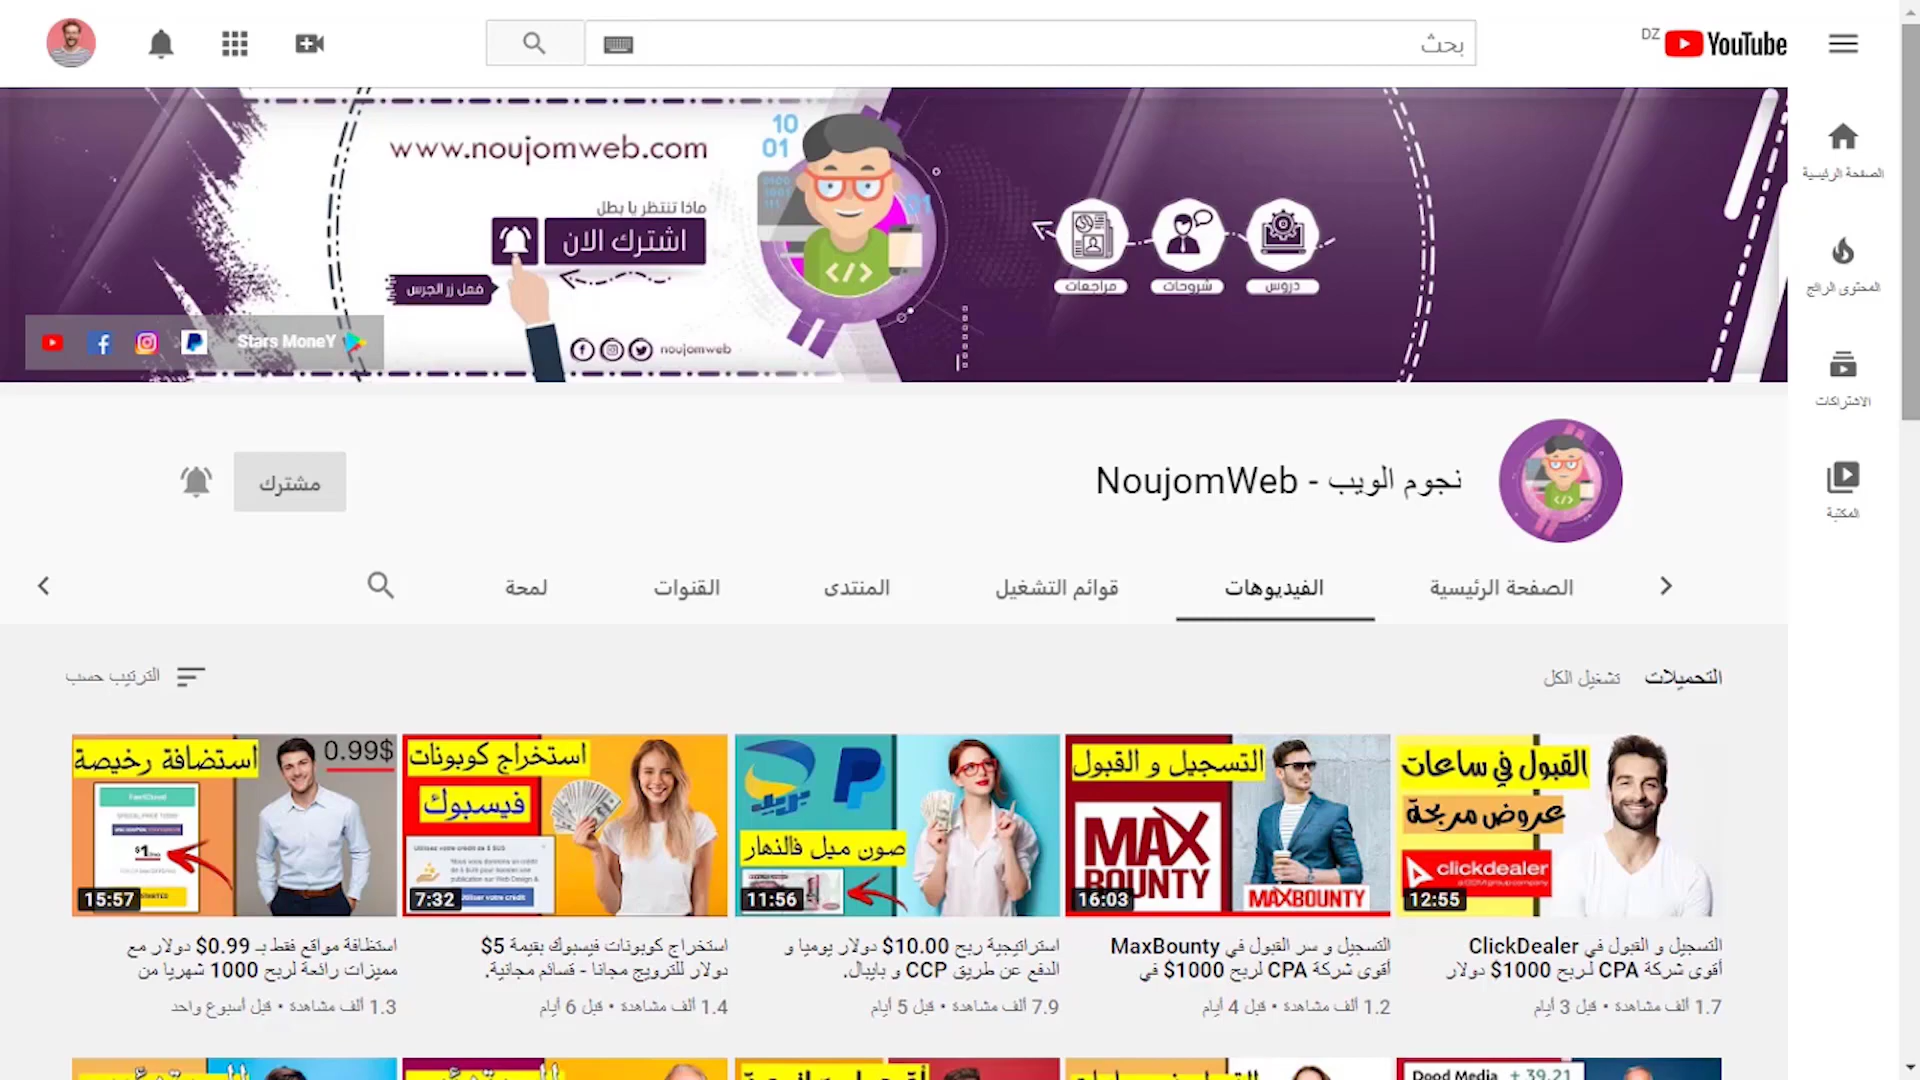 DZ YouTube
بحث
الصفحة الرئيسية
المحتوى الرائج
الاشتراكات
المكتبة
www.noujomweb.com
10
01
ماذا تنتظر يا بطل
اشترك الان
فعل زر الجرس
noujomweb
دروس
شروحات
مراجعات
Stars MoneY
نجوم الويب - NoujomWeb
مشترك
الصفحة الرئيسية
الفيديوهات
قوائم التشغيل
المنتدى
القنوات
لمحة
التحميلات
تشغيل الكل
الترتيب حسب
القبول في ساعات
عروض مربحة
clickdealer
12:55
التسجيل و القبول في ClickDealer
أقوى شركة CPA لربح 1000$ دولار
1.7 ألف مشاهدة • قبل 3 أيام
التسجيل و القبول
MAX
BOUNTY
MAXBOUNTY
16:03
التسجيل و سر القبول في MaxBounty
أقوى شركة CPA لربح 1000$ في
1.2 ألف مشاهدة • قبل 4 أيام
بريد
صون ميل فالنهار
11:56
استراتيجية ربح 10.00$ دولار يوميا و
الدفع عن طريق CCP و بايبال.
7.9 ألف مشاهدة • قبل 5 أيام
استخراج كوبونات
فيسبوك
7:32
استخراج كوبونات فيسبوك بقيمة 5$
دولار للترويج مجانا - قسائم مجانية.
1.4 ألف مشاهدة • قبل 6 أيام
استضافة رخيصة
0.99$
15:57
استظافة مواقع فقط بـ 0.99$ دولار مع
مميزات رائعة لربح 1000 شهريا من
1.3 ألف مشاهدة • قبل أسبوع واحد
Dood Media + 39.21